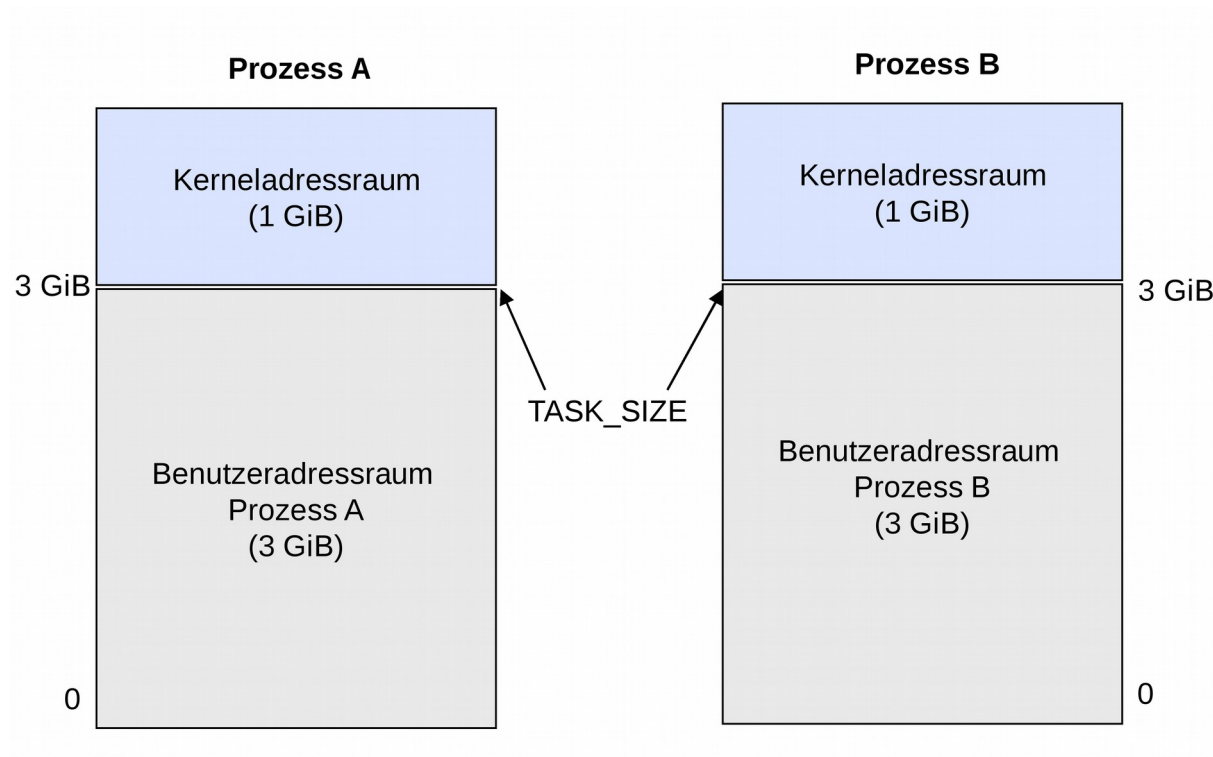 Prozess A
Kerneladressraum
(1 GiB)
3 GiB
Benutzeradressraum
Prozess A
(3 GiB)
0
TASK_SIZE
Prozess B
Kerneladressraum
(1 GiB)
3 GiB
Benutzeradressraum
Prozess B
(3 GiB)
0